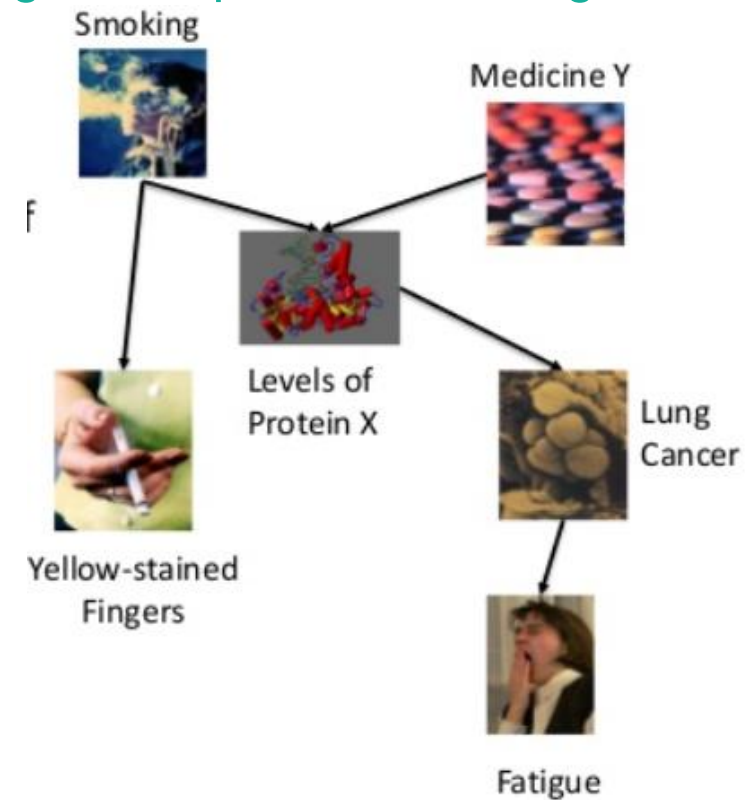 Smoking
Medicine Y
f
Levels of
Protein X
Lung
Cancer
Yellow-stained
Fingers
Fatigue